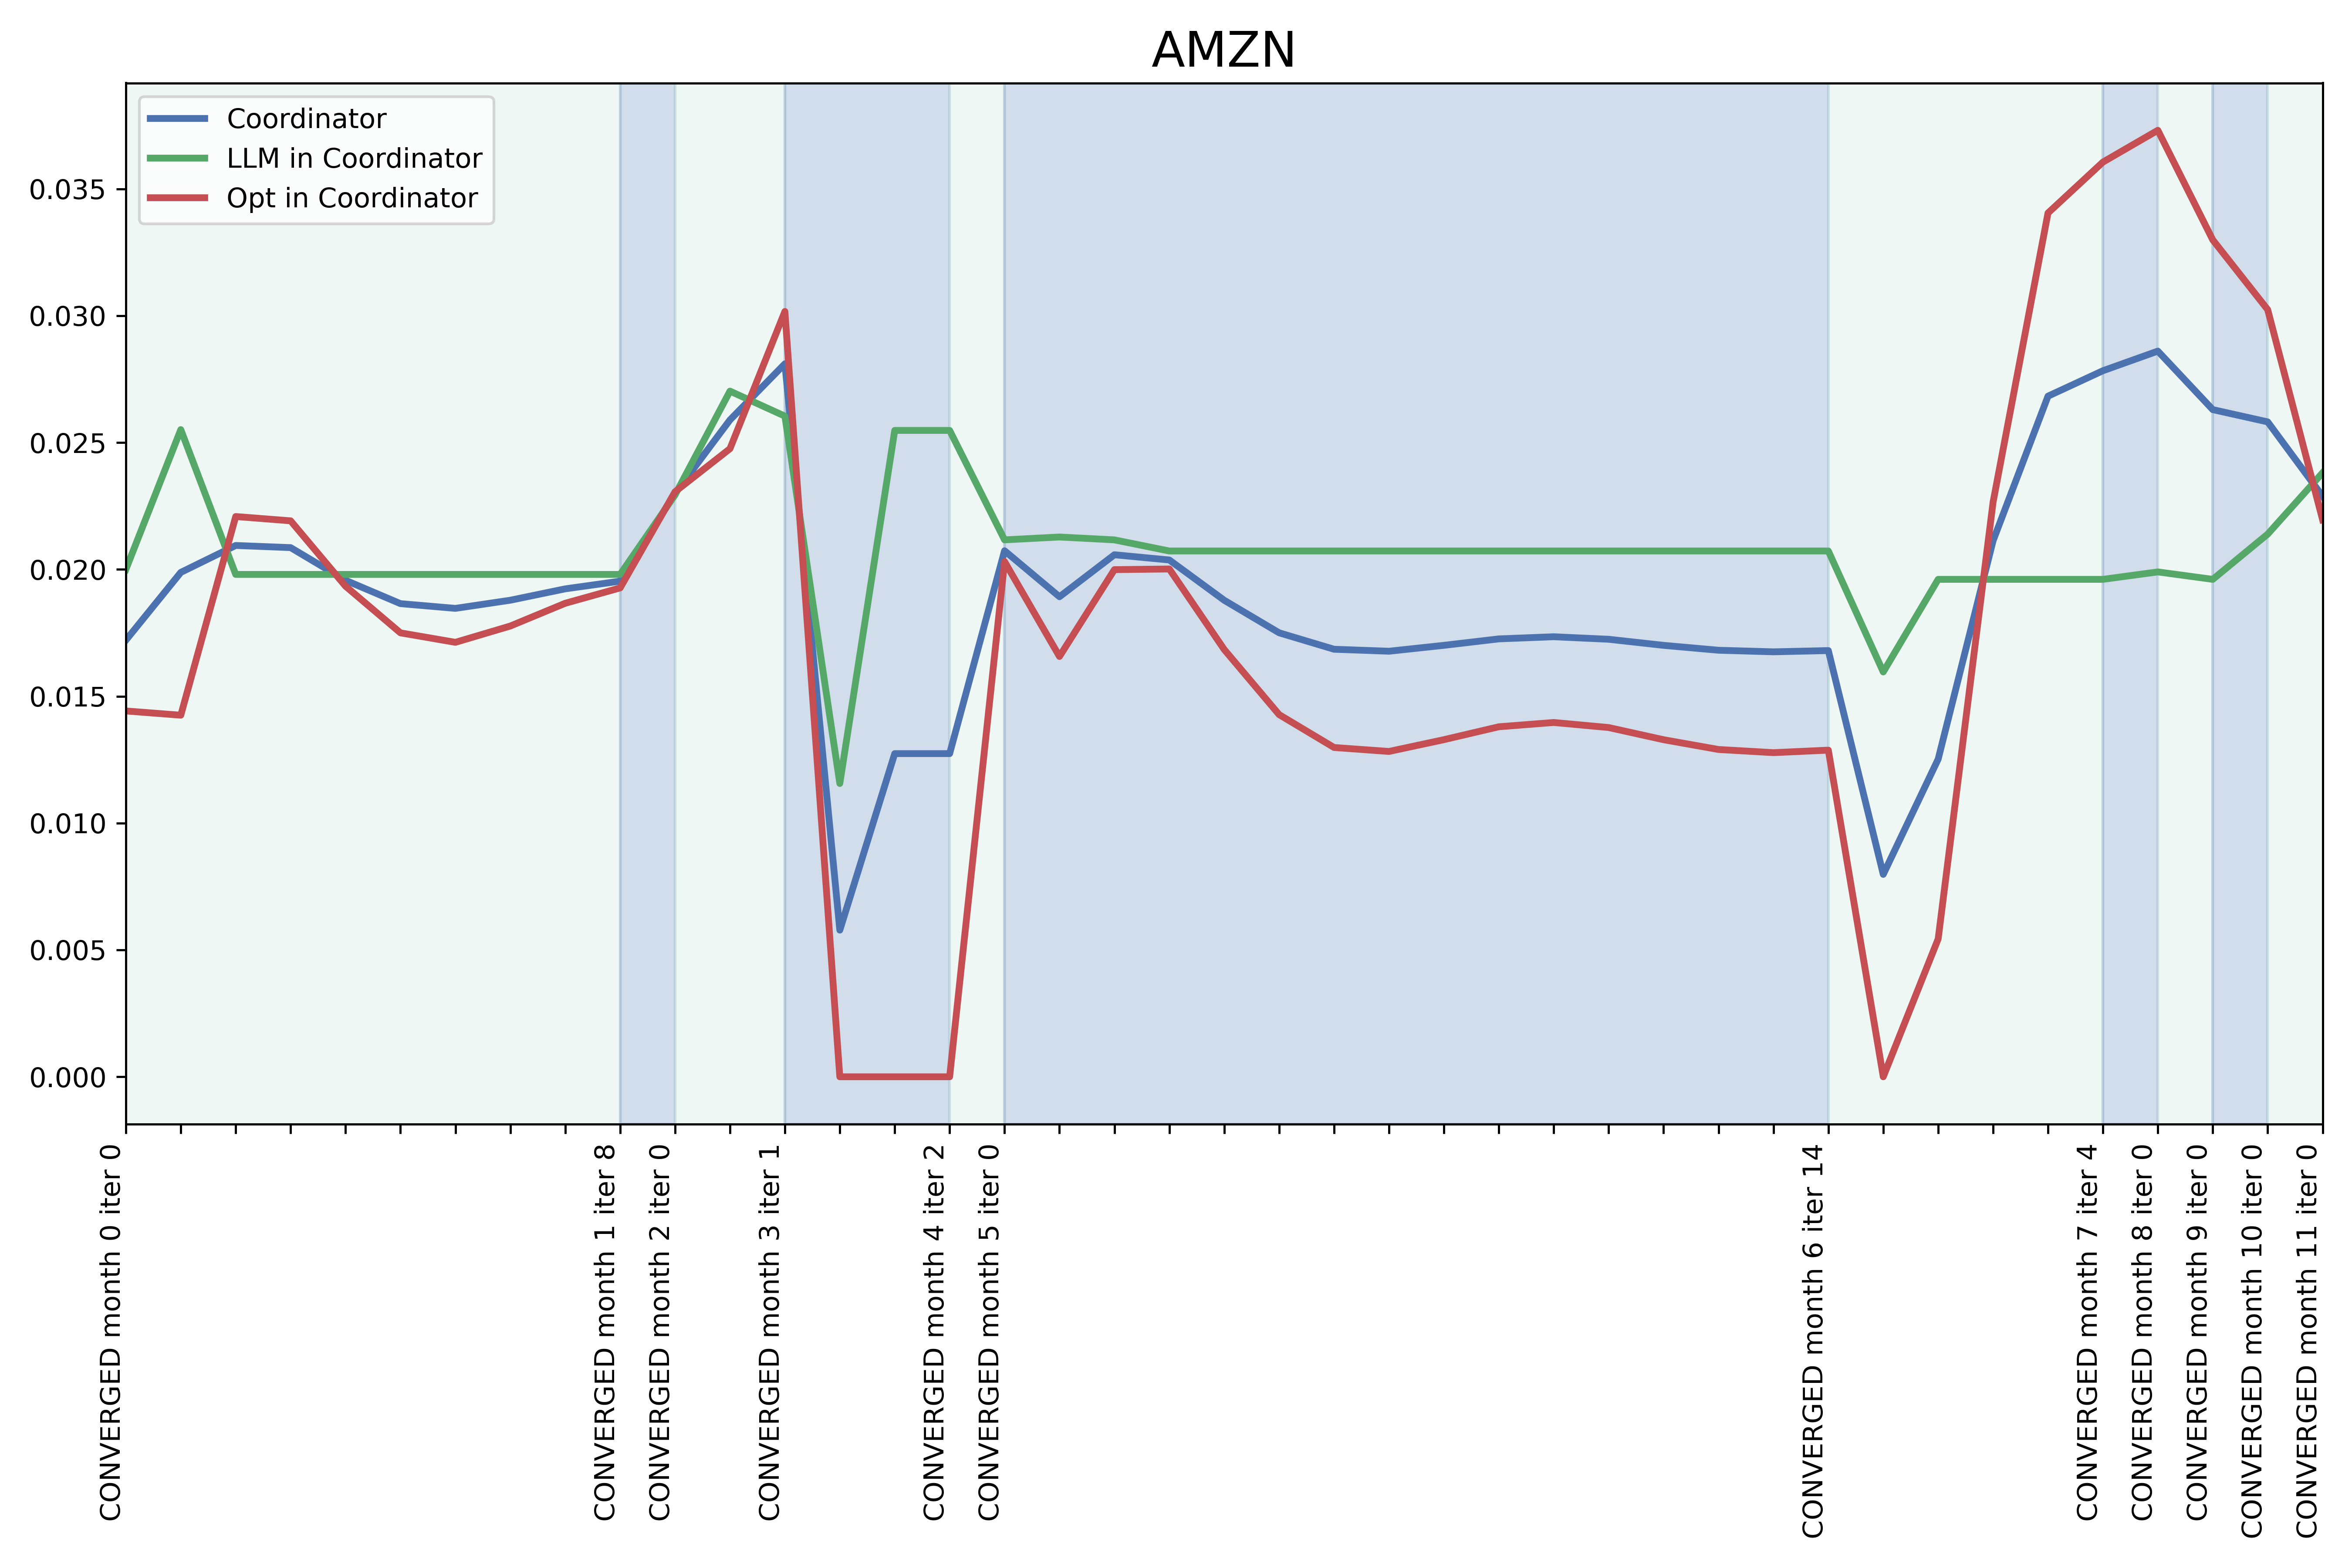 AMZN
Coordinator
LLM in Coordinator
Opt in Coordinator
0.035
0.030
0.025
0.020
0.015
0.010
0.005
0.000
CONVERGED month 0 iter 0
CONVERGED month 1 iter 8
CONVERGED month 2 iter 0
CONVERGED month 3 iter 1
CONVERGED month 4 iter 2
CONVERGED month 5 iter 0
CONVERGED month 6 iter 14
CONVERGED month 7 iter 4
CONVERGED month 8 iter 0
CONVERGED month 9 iter 0
CONVERGED month 10 iter 0
CONVERGED month 11 iter 0